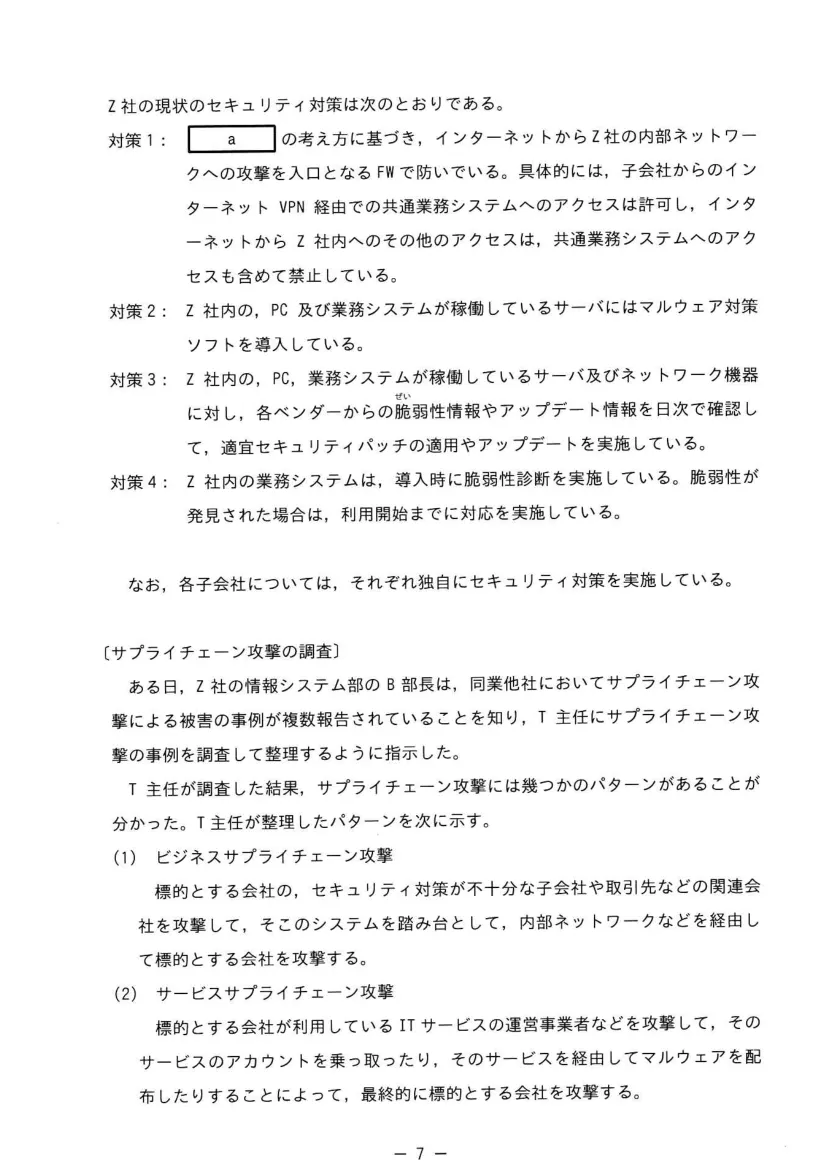 Z 社の現状のセキュリティ対策は次のとおりである。
対策 1： a の考え方に基づき，インターネットから Z 社の内部ネットワー
クへの攻撃を入口となる FW で防いでいる。具体的には，子会社からのイン
ターネット VPN 経由での共通業務システムへのアクセスは許可し，インタ
ーネットから Z 社内へのその他のアクセスは，共通業務システムへのアク
セスも含めて禁止している。
対策 2： Z 社内の，PC 及び業務システムが稼働しているサーバにはマルウェア対策
ソフトを導入している。
対策 3： Z 社内の，PC，業務システムが稼働しているサーバ及びネットワーク機器
ぜい
に対し，各ベンダーからの脆弱性情報やアップデート情報を日次で確認し
て，適宜セキュリティパッチの適用やアップデートを実施している。
対策 4： Z 社内の業務システムは，導入時に脆弱性診断を実施している。脆弱性が
発見された場合は，利用開始までに対応を実施している。
なお，各子会社については，それぞれ独自にセキュリティ対策を実施している。
〔サプライチェーン攻撃の調査〕
ある日，Z 社の情報システム部の B 部長は，同業他社においてサプライチェーン攻
撃による被害の事例が複数報告されていることを知り，T 主任にサプライチェーン攻
撃の事例を調査して整理するように指示した。
T 主任が調査した結果，サプライチェーン攻撃には幾つかのパターンがあることが
分かった。T 主任が整理したパターンを次に示す。
(1) ビジネスサプライチェーン攻撃
標的とする会社の，セキュリティ対策が不十分な子会社や取引先などの関連会
社を攻撃して，そこのシステムを踏み台として，内部ネットワークなどを経由し
て標的とする会社を攻撃する。
(2) サービスサプライチェーン攻撃
標的とする会社が利用している IT サービスの運営事業者などを攻撃して，その
サービスのアカウントを乗っ取ったり，そのサービスを経由してマルウェアを配
布したりすることによって，最終的に標的とする会社を攻撃する。
－ 7 －